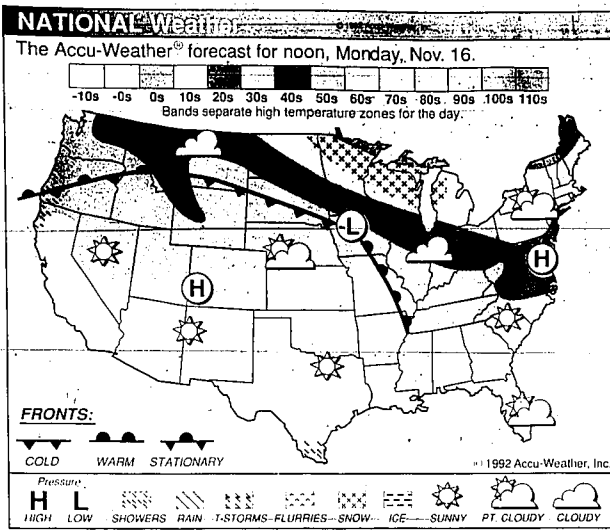 NATIONAL Weather
The Accu-Weather® forecast for noon, Monday, Nov. 16.
-10s -0s 0s 10s 20s 30s 40s 50s 60s 70s 80s 90s 100s 110s
Bands separate high temperature zones for the day.
L
H
H
FRONTS:
COLD WARM STATIONARY
© 1992 Accu-Weather, Inc.
Pressure
H L
HIGH LOW SHOWERS RAIN T-STORMS FLURRIES SNOW ICE SUNNY PT. CLOUDY CLOUDY